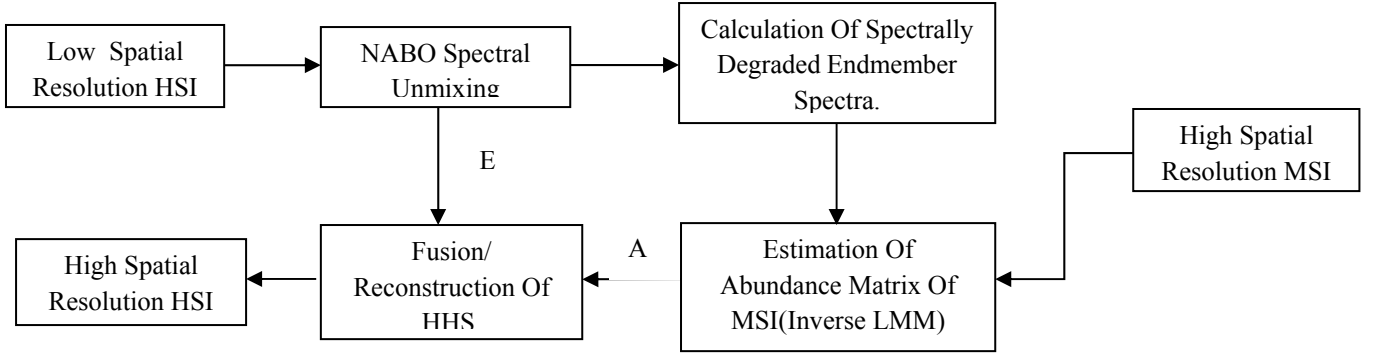 Low Spatial
Resolution HSI
NABO Spectral
Unmixing
Calculation Of Spectrally
Degraded Endmember
Spectra.
High Spatial
Resolution MSI
E
High Spatial
Resolution HSI
Fusion/
Reconstruction Of
HHS
A
Estimation Of
Abundance Matrix Of
MSI(Inverse LMM)